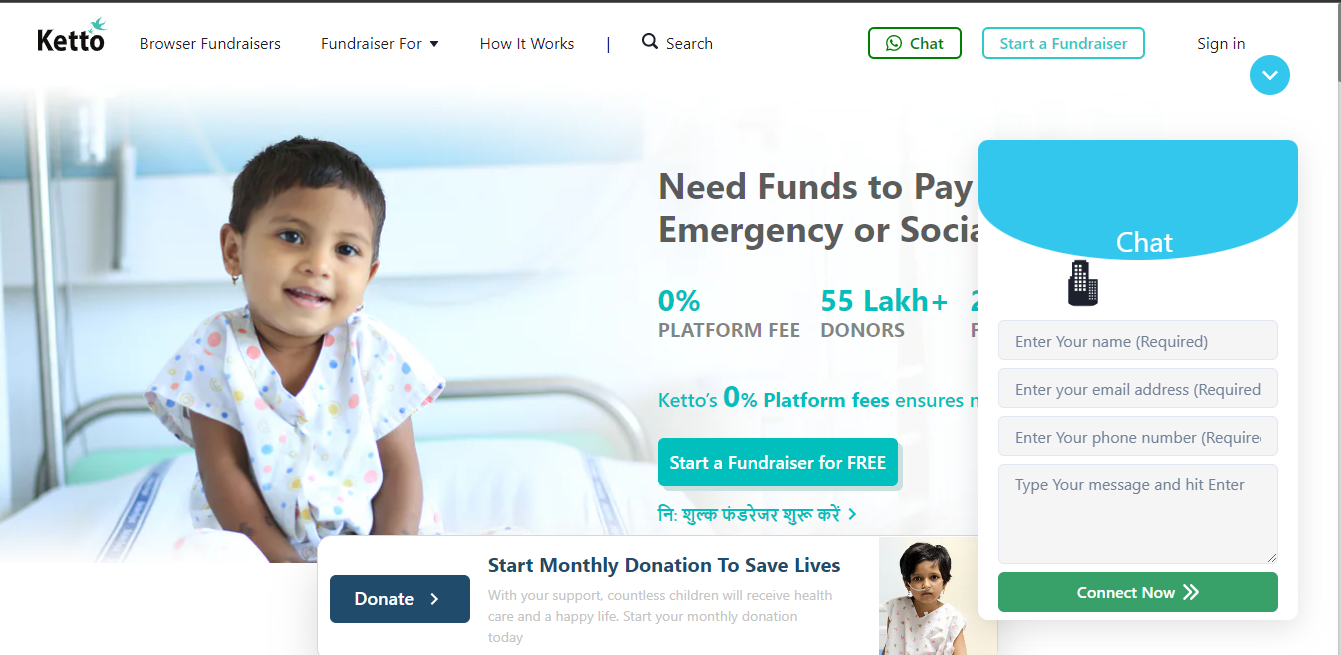 Ketto
Browser Fundraisers
Fundraiser For
How It Works
|
Search
Chat
Start a Fundraiser
Sign in
Need Funds to Pay
Emergency or Socia
0%
PLATFORM FEE
55 Lakh+
DONORS
Ketto's 0% Platform fees ensures
Start a Fundraiser for FREE
नि: शुल्क फंडरेजर शुरू करें
Donate
Start Monthly Donation To Save Lives
With your support, countless children will receive health
care and a happy life. Start your monthly donation
today
Chat
Enter Your name (Required)
Enter your email address (Required
Enter Your phone number (Require
Type Your message and hit Enter
Connect Now